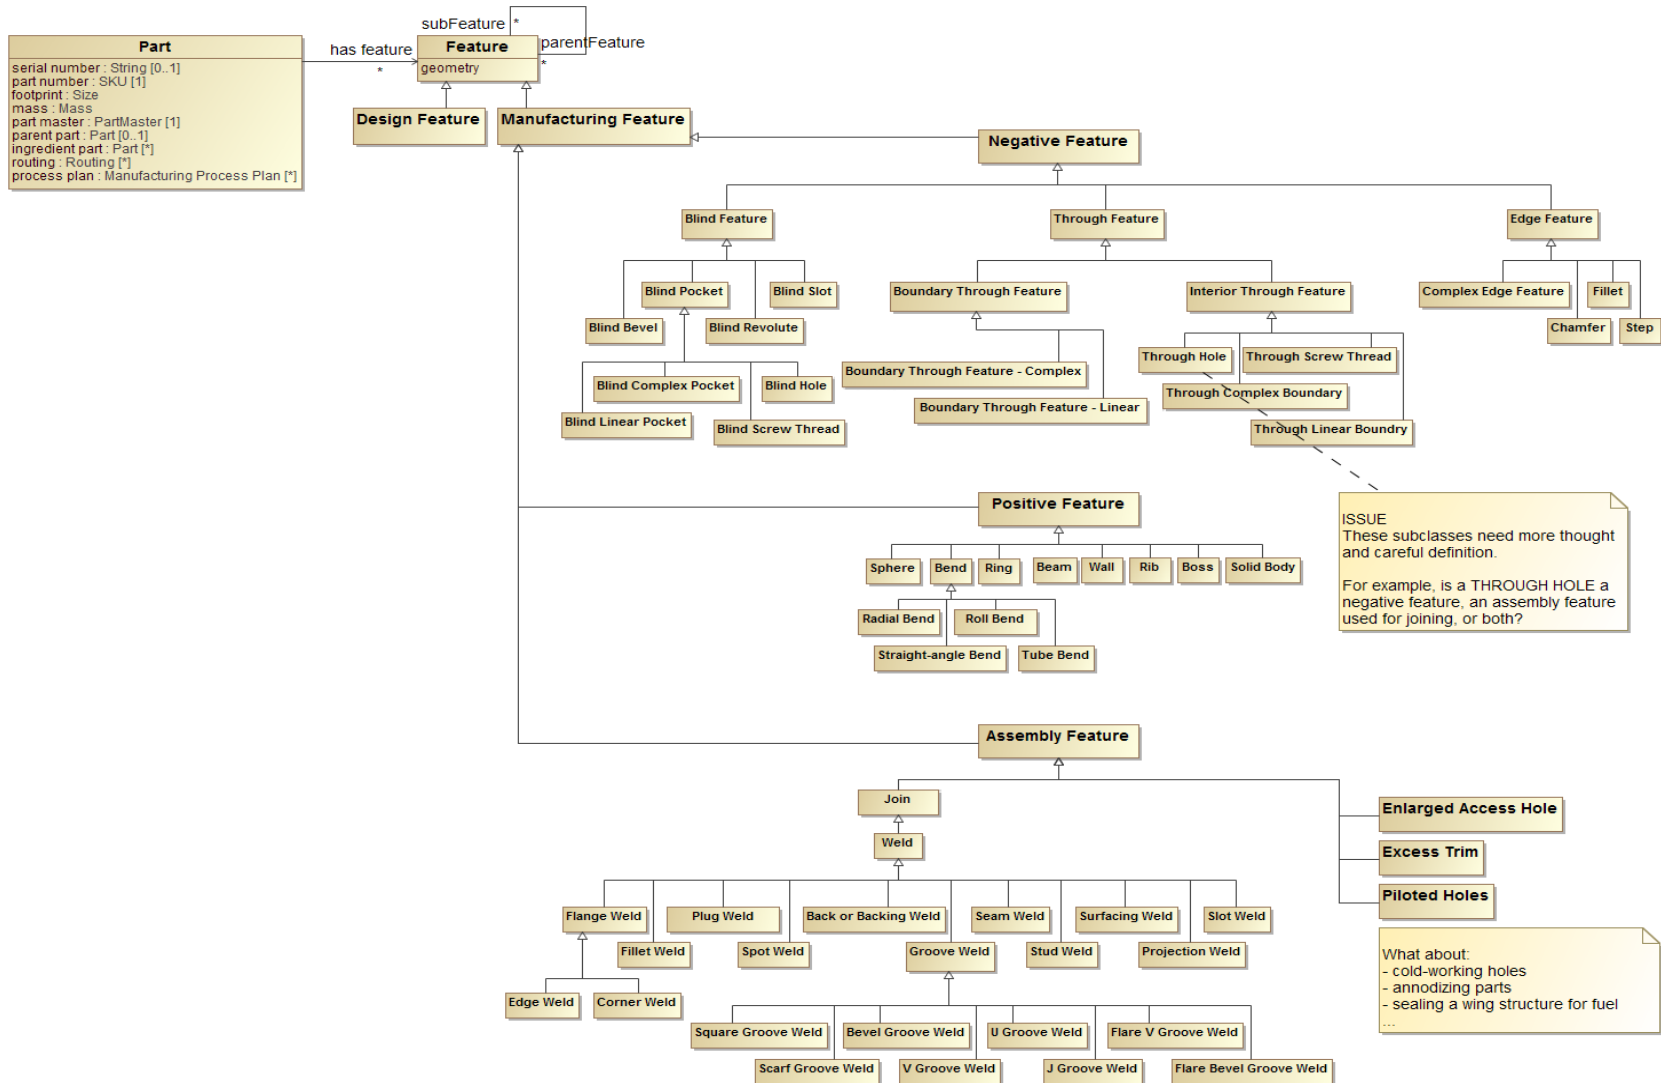 subFeature *
Part
has feature
*
Feature
parentFeature
*
geometry
serial number : String [0..1]
part number : SKU [1]
footprint : Size
mass : Mass
part master : PartMaster [1]
parent part : Part [0..1]
ingredient part : Part [*]
routing : Routing [*]
process plan : Manufacturing Process Plan [*]
Design Feature
Manufacturing Feature
Negative Feature
Blind Feature
Through Feature
Edge Feature
Blind Pocket
Blind Slot
Boundary Through Feature
Interior Through Feature
Complex Edge Feature
Fillet
Blind Bevel
Blind Revolute
Chamfer
Step
Through Hole
Through Screw Thread
Boundary Through Feature - Complex
Blind Complex Pocket
Blind Hole
Through Complex Boundary
Boundary Through Feature - Linear
Blind Linear Pocket
Blind Screw Thread
Through Linear Boundry
Positive Feature
ISSUE
These subclasses need more thought
and careful definition.
For example, is a THROUGH HOLE a
negative feature, an assembly feature
used for joining, or both?
Sphere
Bend
Ring
Beam
Wall
Rib
Boss
Solid Body
Radial Bend
Roll Bend
Straight-angle Bend
Tube Bend
Assembly Feature
Join
Enlarged Access Hole
Weld
Excess Trim
Piloted Holes
Flange Weld
Plug Weld
Back or Backing Weld
Seam Weld
Surfacing Weld
Slot Weld
Fillet Weld
Spot Weld
Groove Weld
Stud Weld
Projection Weld
What about:
- cold-working holes
- annodizing parts
- sealing a wing structure for fuel
...
Edge Weld
Corner Weld
Square Groove Weld
Bevel Groove Weld
U Groove Weld
Flare V Groove Weld
Scarf Groove Weld
V Groove Weld
J Groove Weld
Flare Bevel Groove Weld